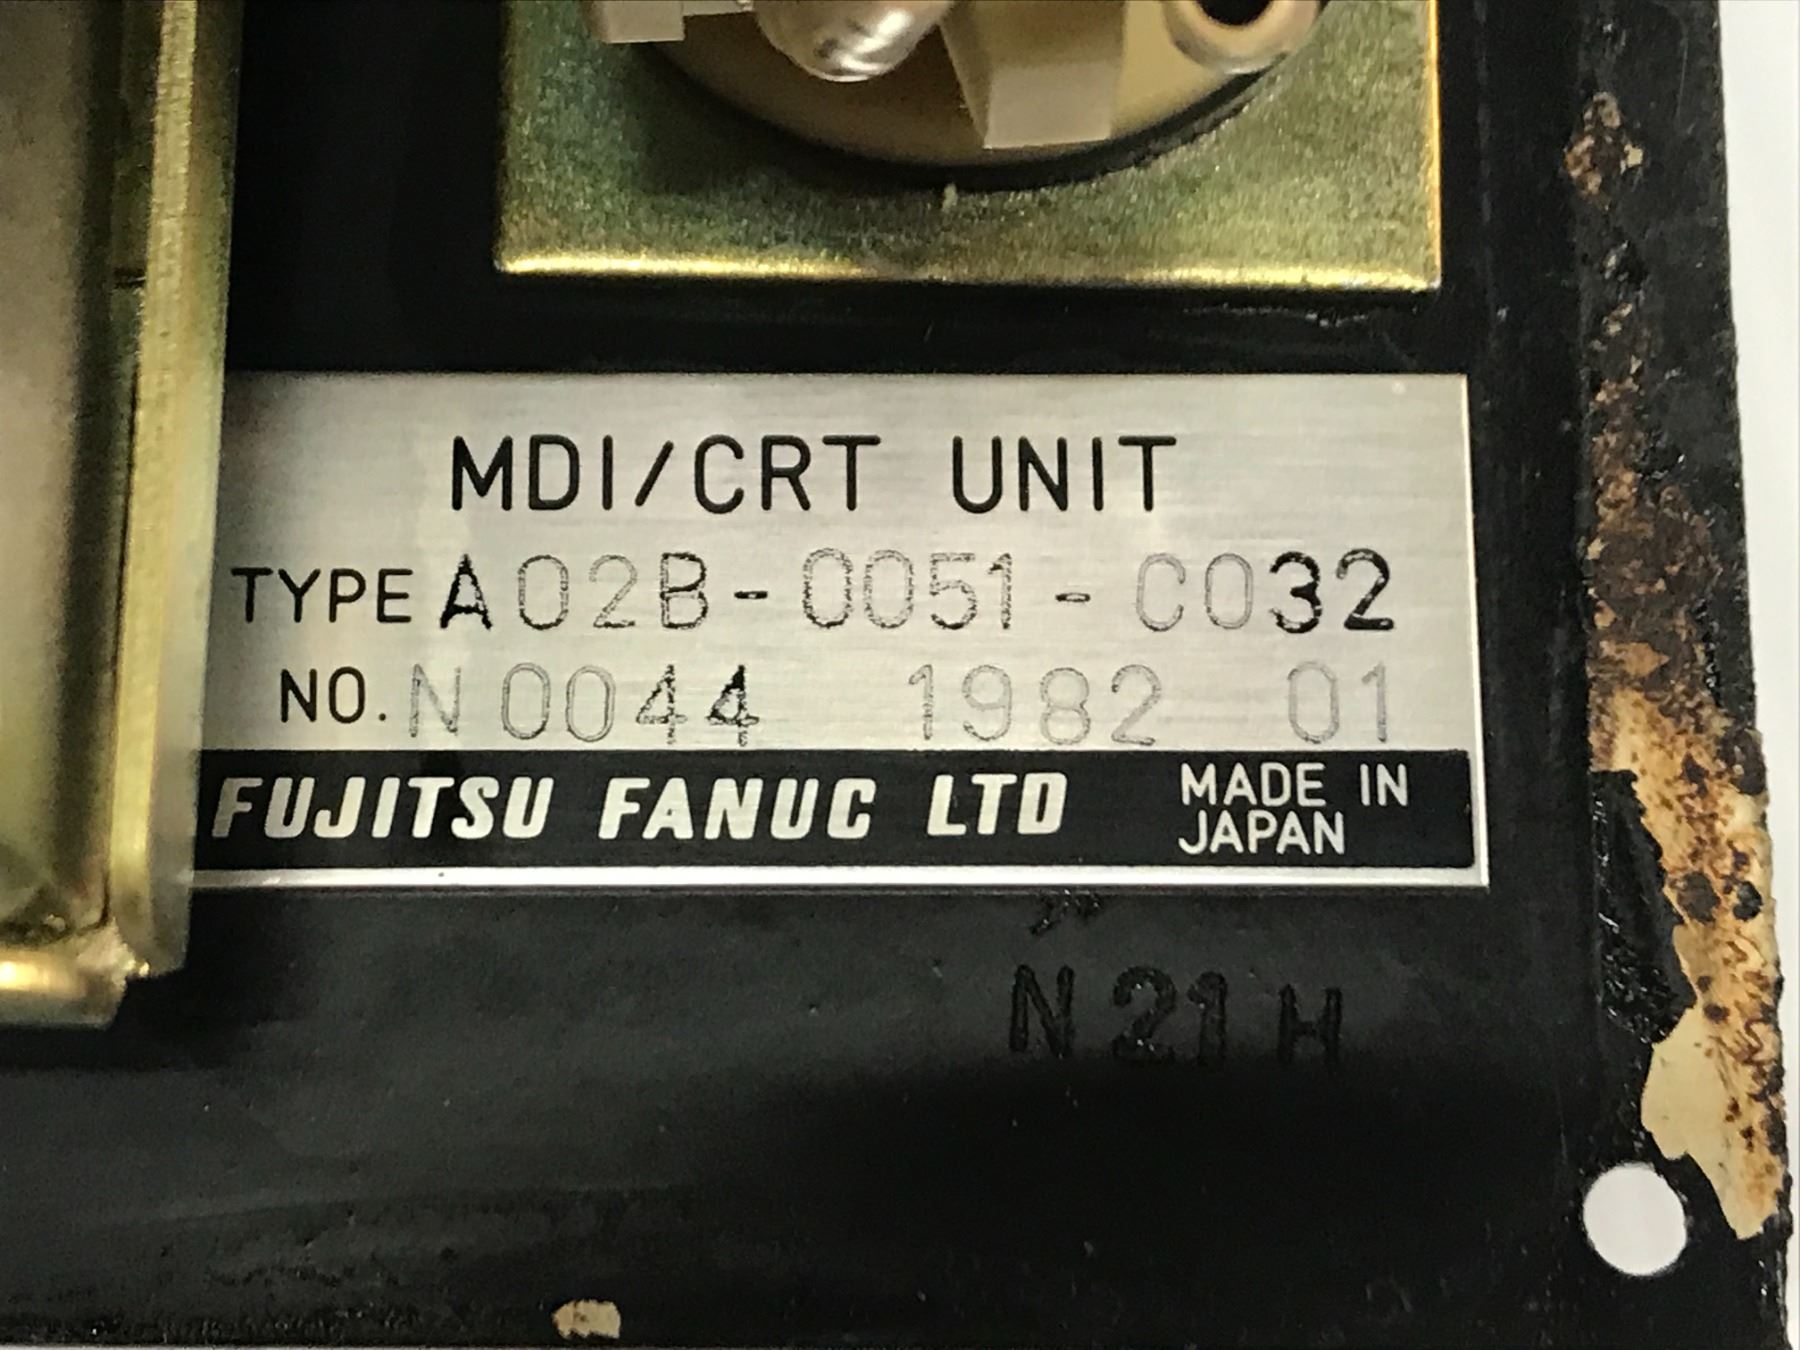 MDI/CRT UNIT
TYPE A02B-0051-C032
NO. N0044 1982 01
FUJITSU FANUC LTD MADE IN
JAPAN
N21H